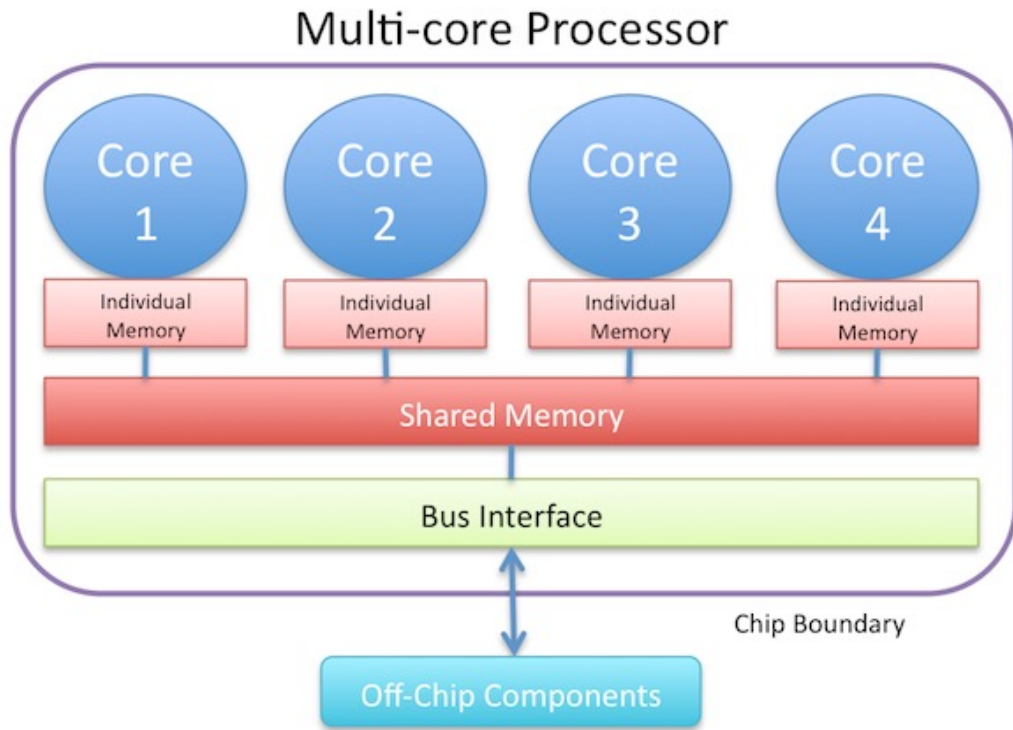 Multi-core Processor
Core
1
Core
2
Core
3
Core
4
Individual
Memory
Individual
Memory
Individual
Memory
Individual
Memory
Shared Memory
Bus Interface
Chip Boundary
Off-Chip Components